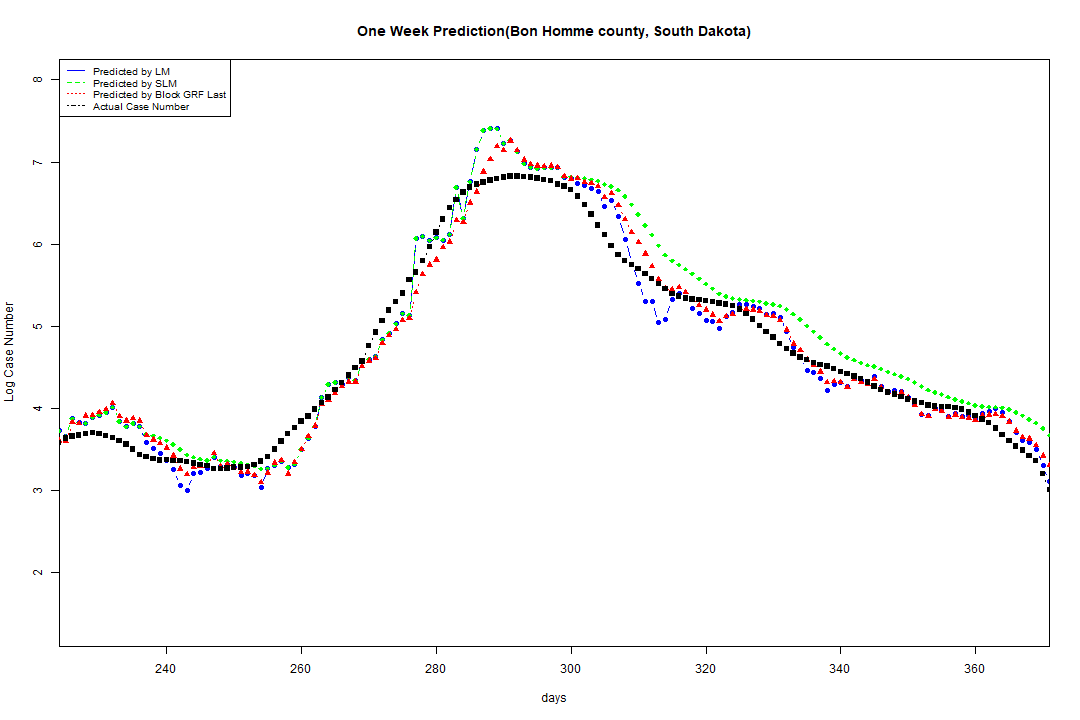 One Week Prediction(Bon Homme county, South Dakota)
Predicted by LM
Predicted by SLM
Predicted by Block GRF Last
Actual Case Number
Log Case Number
8
7
6
5
4
3
2
240 260 280 300 320 340 360
days